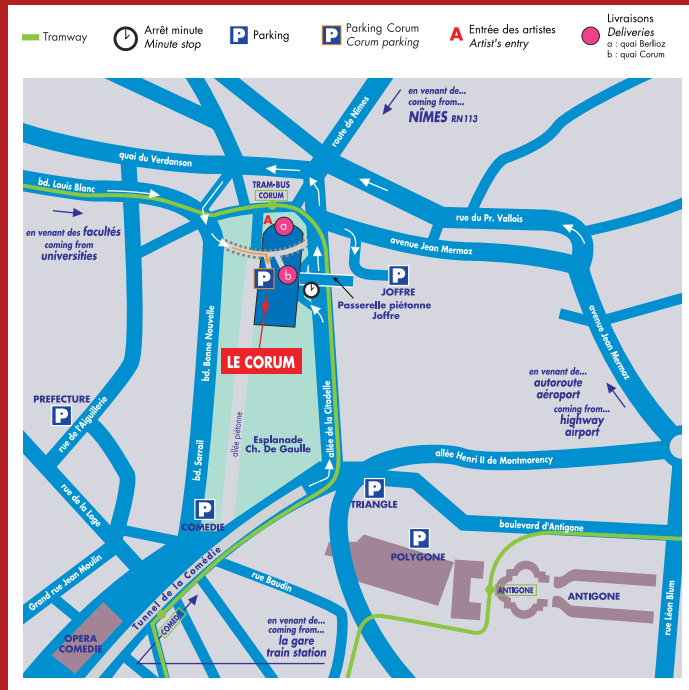 Tramway
Arrêt minute
Minute stop
P
Parking
P
Parking Corum
Corum parking
A
Entrée des artistes
Artist's entry
Livraisons
Deliveries
a : quai Berlioz
b : quai Corum
en venant de...
coming from...
NÎMES RN113
route de Nîmes
quai du Verdanson
bd. Louis Blanc
TRAM-BUS
CORUM
A
a
rue du Pr. Vallois
en venant des facultés
coming from
universities
avenue Jean Mermoz
P
b
P
JOFFRE
Passerelle piétonne
Joffre
bd. Bonne Nouvelle
avenue Jean Mermoz
LE CORUM
en venant de...
autoroute
aéroport
coming from...
highway
airport
PREFECTURE
P
rue de l'Aiguillerie
allée piétonne
allée de la Citadelle
Esplanade
Ch. De Gaulle
bd. Sarrail
allée Henri II de Montmorency
rue de la Loge
P
COMEDIE
P
TRIANGLE
boulevard d'Antigone
P
POLYGONE
Grand rue Jean Moulin
Tunnel de la Comédie
rue Baudin
ANTIGONE
ANTIGONE
rue Léon Blum
COMEDIE
OPERA
COMEDIE
en venant de...
coming from...
la gare
train station